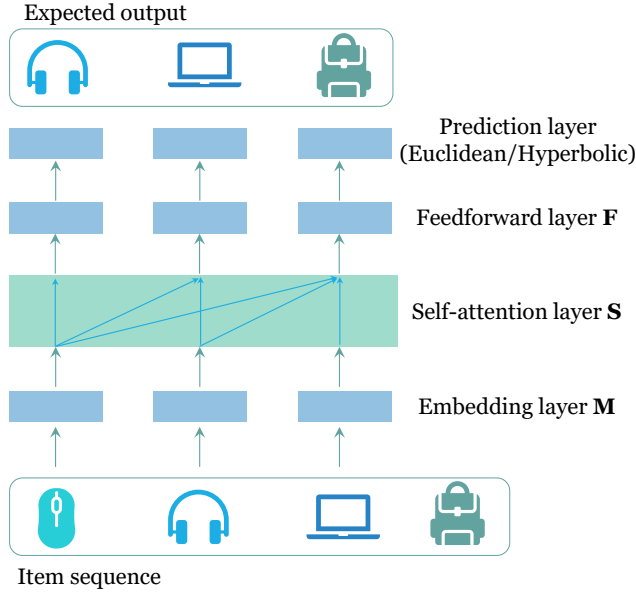 Expected output
Prediction layer
(Euclidean/Hyperbolic)
Feedforward layer F
Self-attention layer S
Embedding layer M
Item sequence